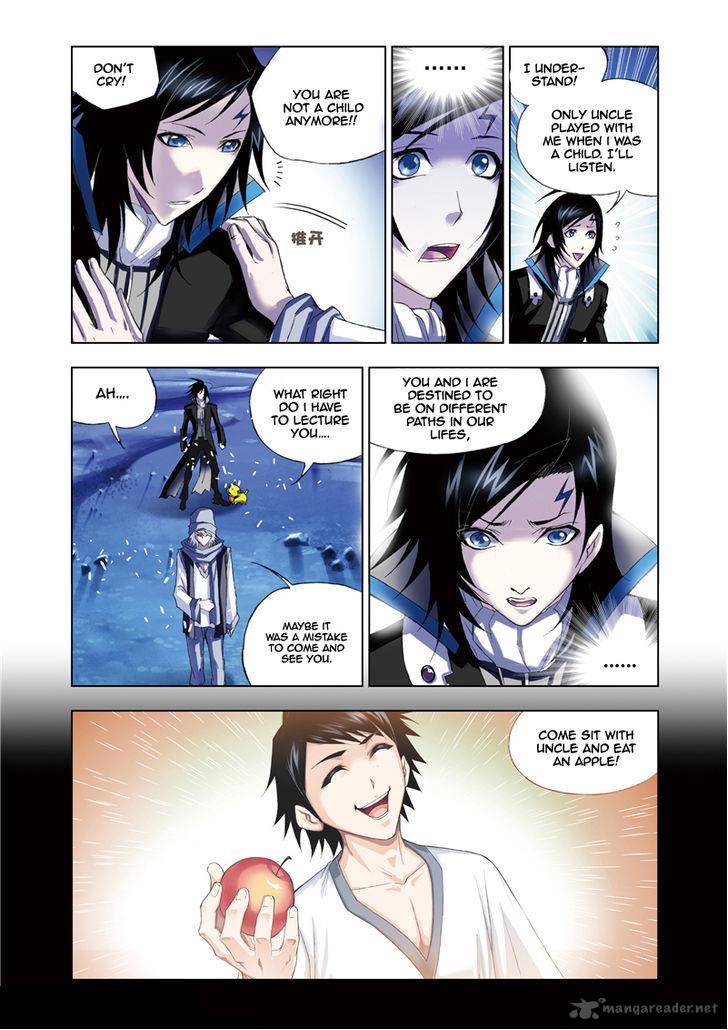 DON'T
CRY!
YOU ARE
NOT A CHILD
ANYMORE!!
推开
......
I UNDER-
STAND!
ONLY UNCLE
PLAYED WITH
ME WHEN I WAS
A CHILD. I'LL
LISTEN.
AH....
WHAT RIGHT
DO I HAVE
TO LECTURE
YOU....
MAYBE IT
WAS A MISTAKE
TO COME AND
SEE YOU.
YOU AND I ARE
DESTINED TO
BE ON DIFFERENT
PATHS IN OUR
LIFES,
......
COME SIT WITH
UNCLE AND EAT
AN APPLE!
mangareader.net